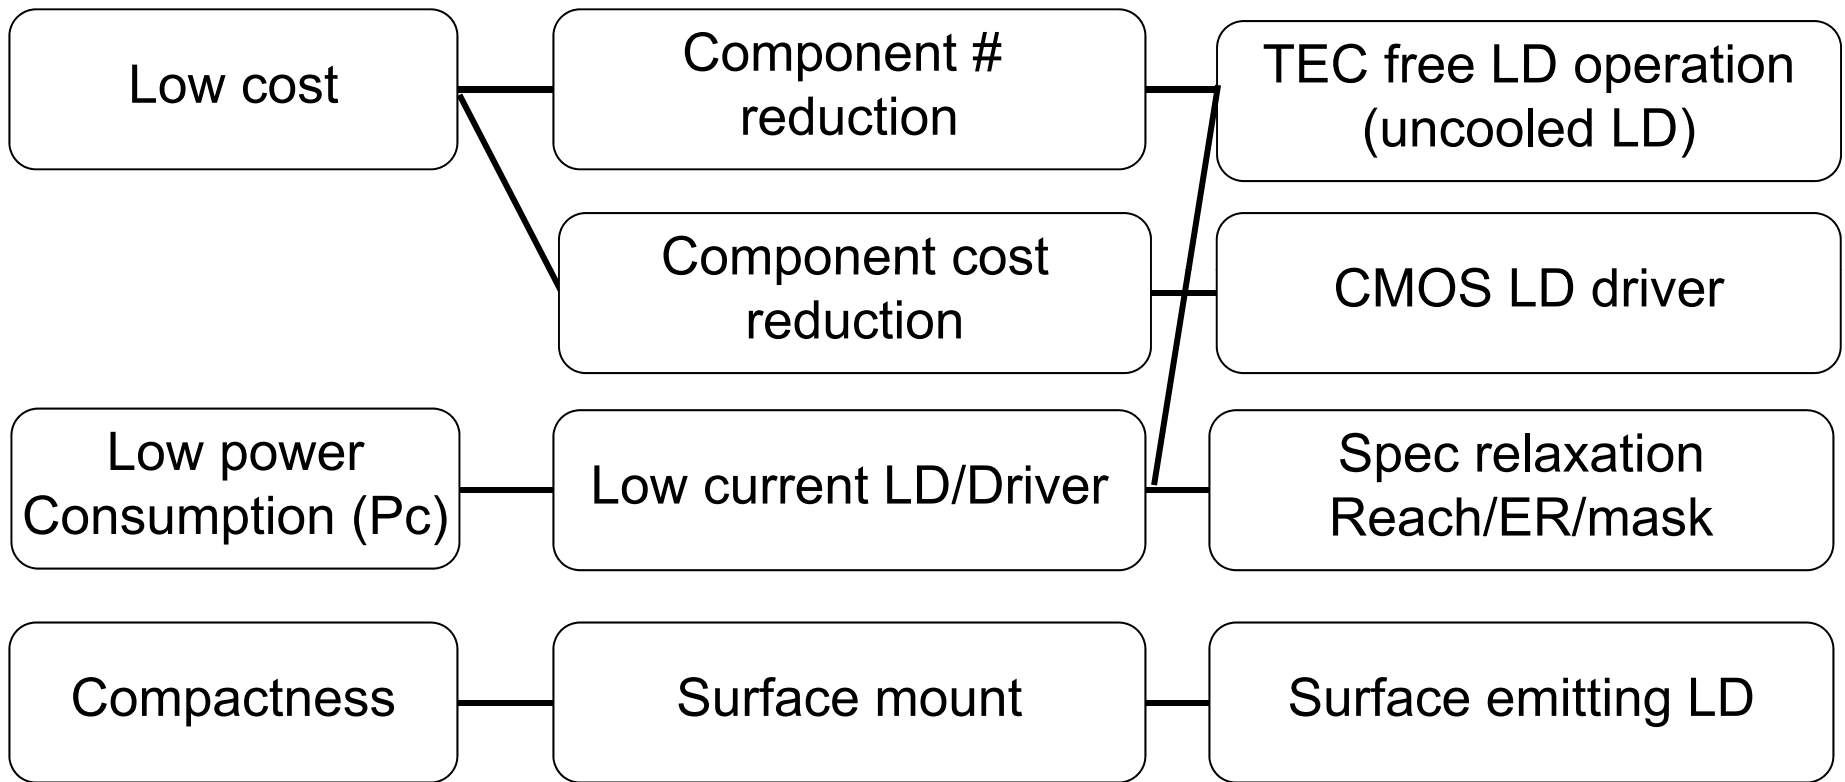 Low cost
Component #
reduction
TEC free LD operation
(uncooled LD)
Component cost
reduction
CMOS LD driver
Low power
Consumption (Pc)
Low current LD/Driver
Spec relaxation
Reach/ER/mask
Compactness
Surface mount
Surface emitting LD